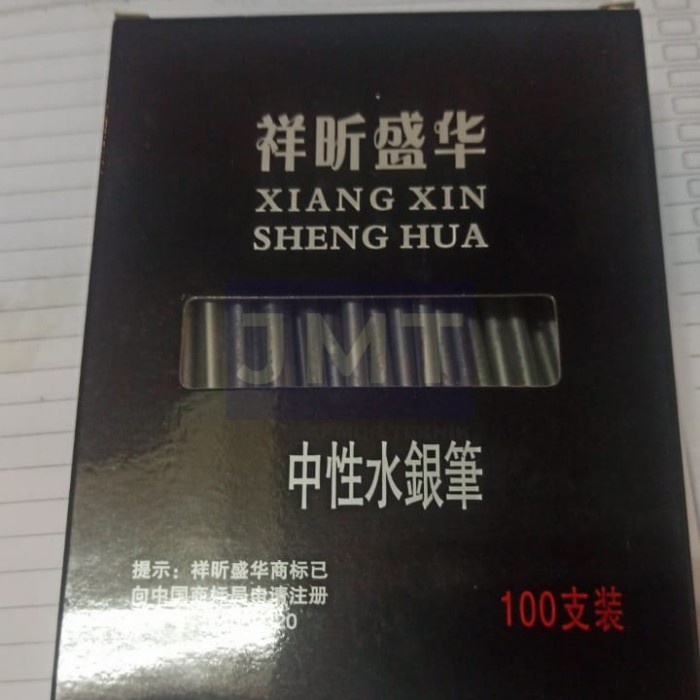 祥昕盛华
XIANG XIN
SHENG HUA
JMT
中性水銀筆
提示：祥昕盛华商标已
向中国商标局申请注册
100支装